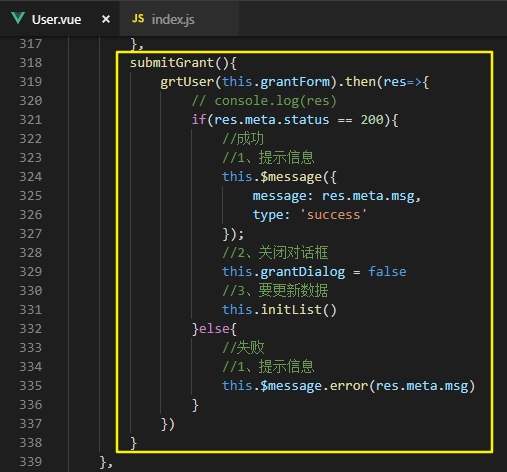 User.vue × JS index.js
317 },
318 submitGrant(){
319 grtUser(this.grantForm).then(res=>{
320 // console.log(res)
321 if(res.meta.status == 200){
322 //成功
323 //1、提示信息
324 this.$message({
325 message: res.meta.msg,
326 type: 'success'
327 });
328 //2、关闭对话框
329 this.grantDialog = false
330 //3、要更新数据
331 this.initList()
332 }else{
333 //失败
334 //1、提示信息
335 this.$message.error(res.meta.msg)
336 }
337 })
338 }
339 },